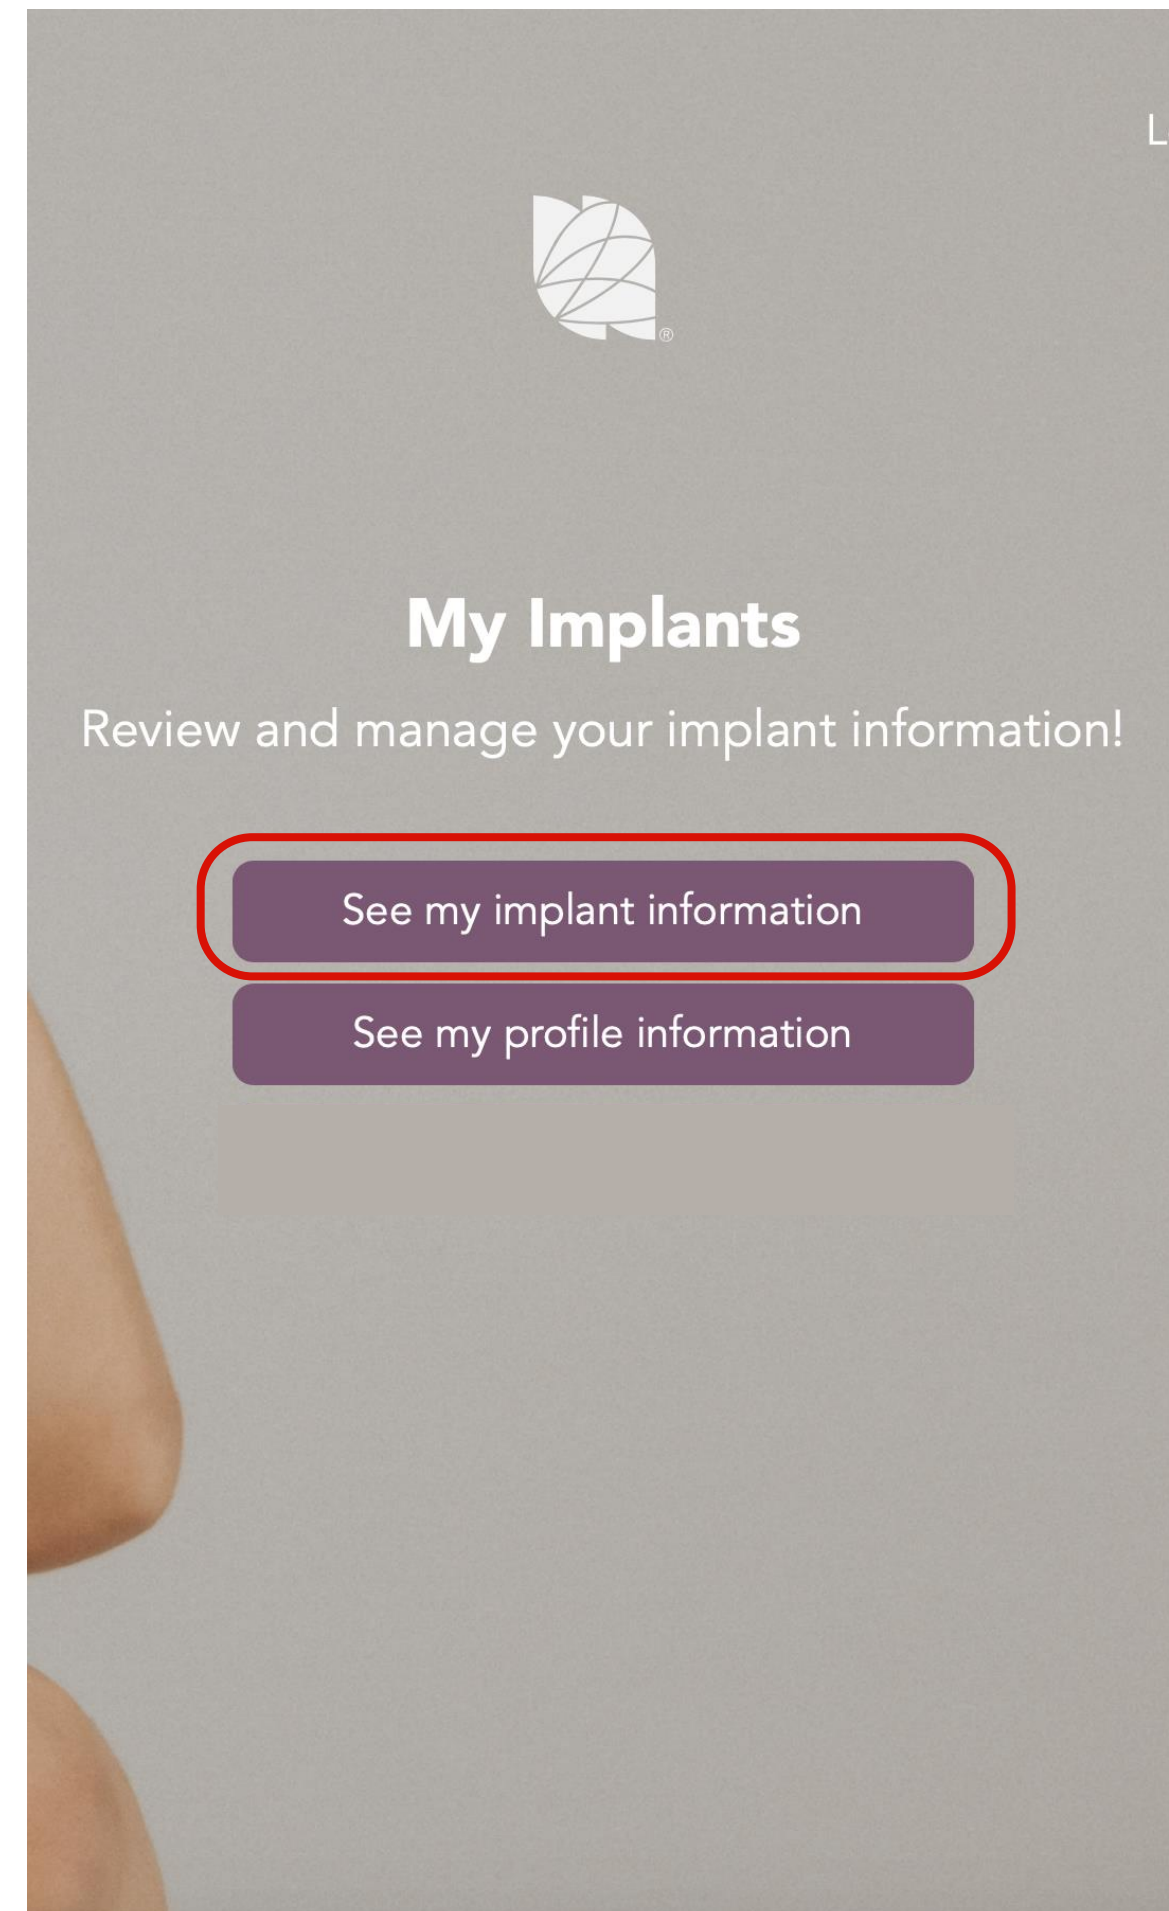 L
®
My Implants
Review and manage your implant information!
See my implant information
See my profile information